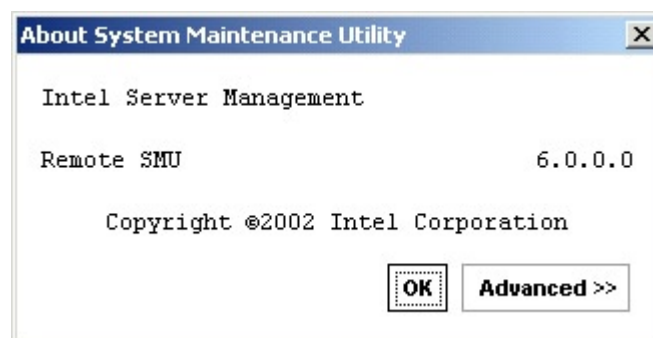 About System Maintenance Utility
Intel Server Management
Remote SMU 6.0.0.0
Copyright ©2002 Intel Corporation
OK Advanced >>